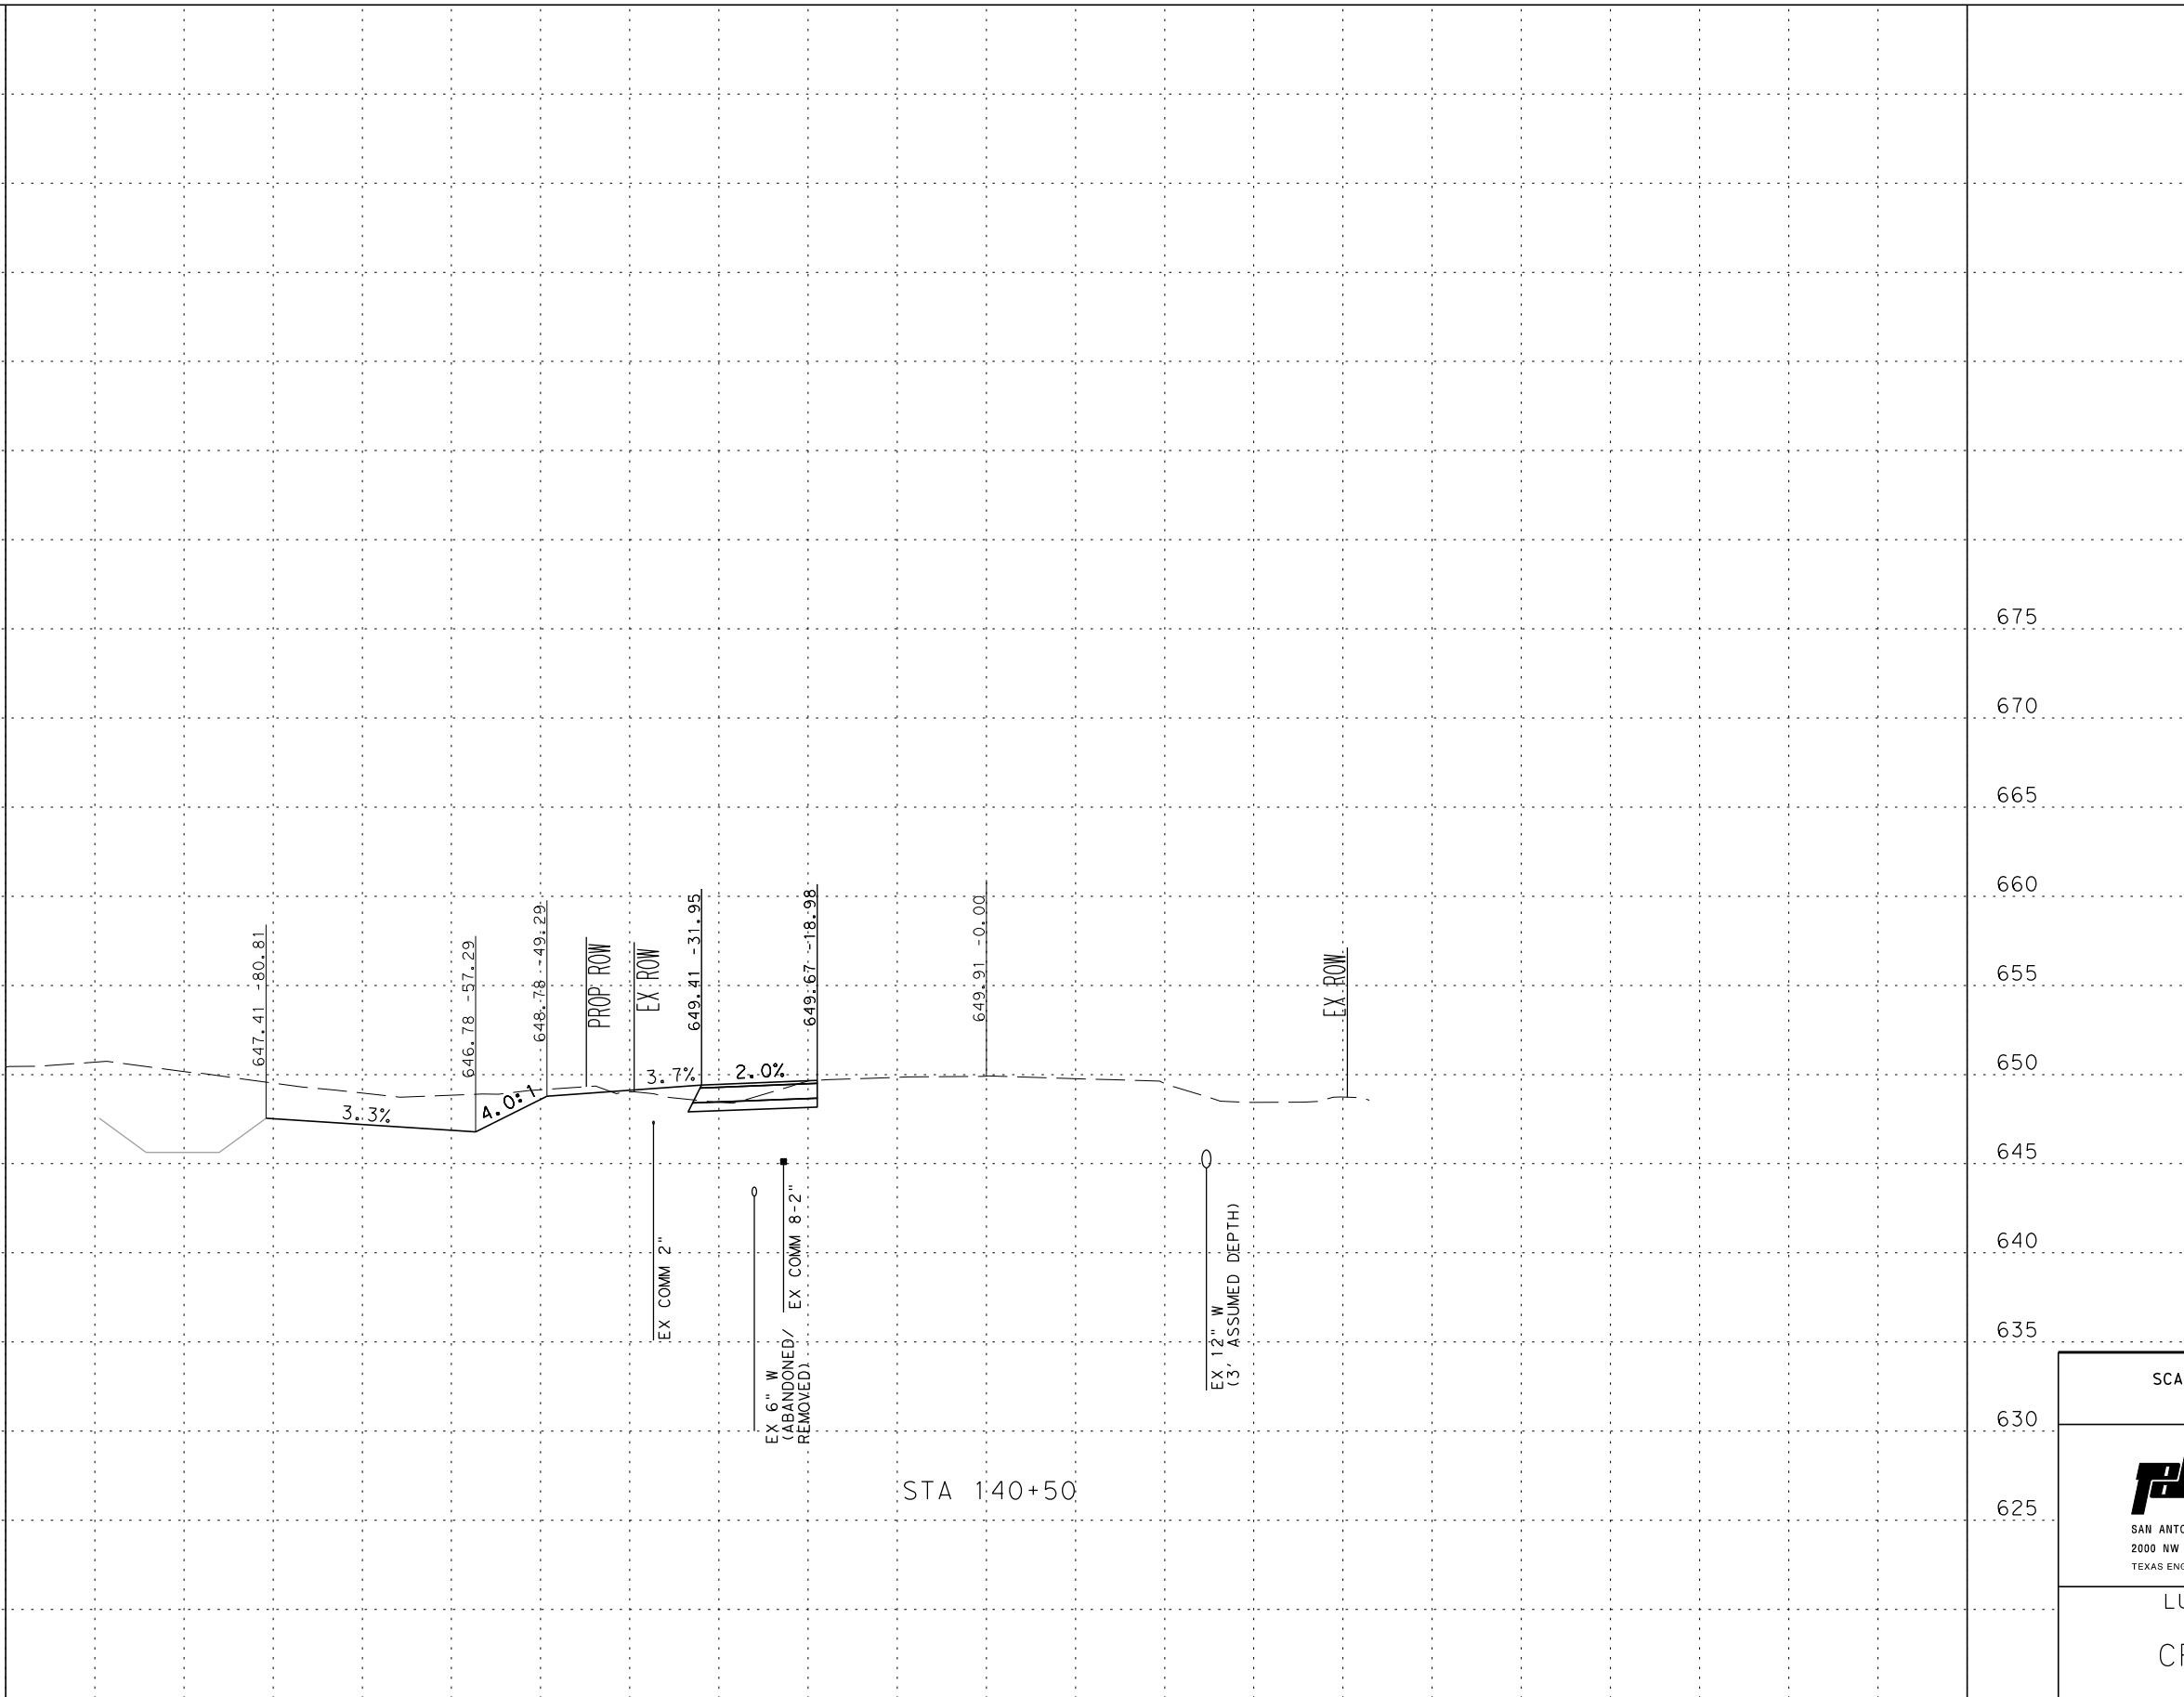 675
670
665
660
655
650
645
640
635
630
625
647.41 -80.81
646.78 -57.29
648.78 -49.29
PROP ROW
EX ROW
649.41 -31.95
649.67 -18.98
649.91 -0.00
EX ROW
3.3%
4.0:1
3.7%
2.0%
EX COMM 2"
EX 6" W
(ABANDONED/
REMOVED)
EX COMM 8-2"
EX 12" W
(3' ASSUMED DEPTH)
STA 140+50
SCA
SAN ANTO
2000 NW
TEXAS ENG
LU